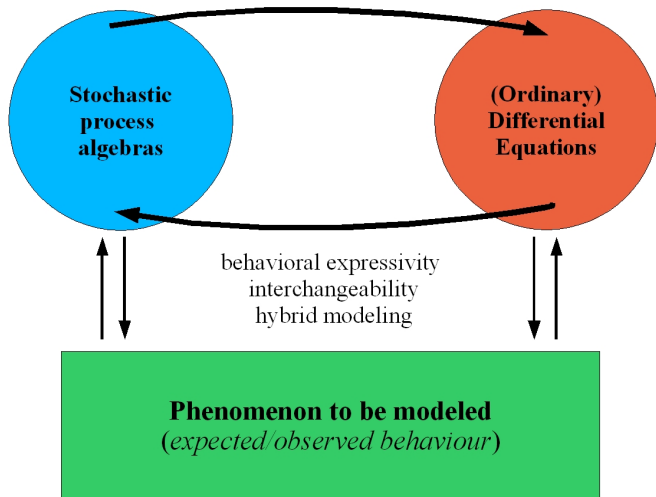 Stochastic
process
algebras
(Ordinary)
Differential
Equations
behavioral expressivity
interchangeability
hybrid modeling
Phenomenon to be modeled
(expected/observed behaviour)